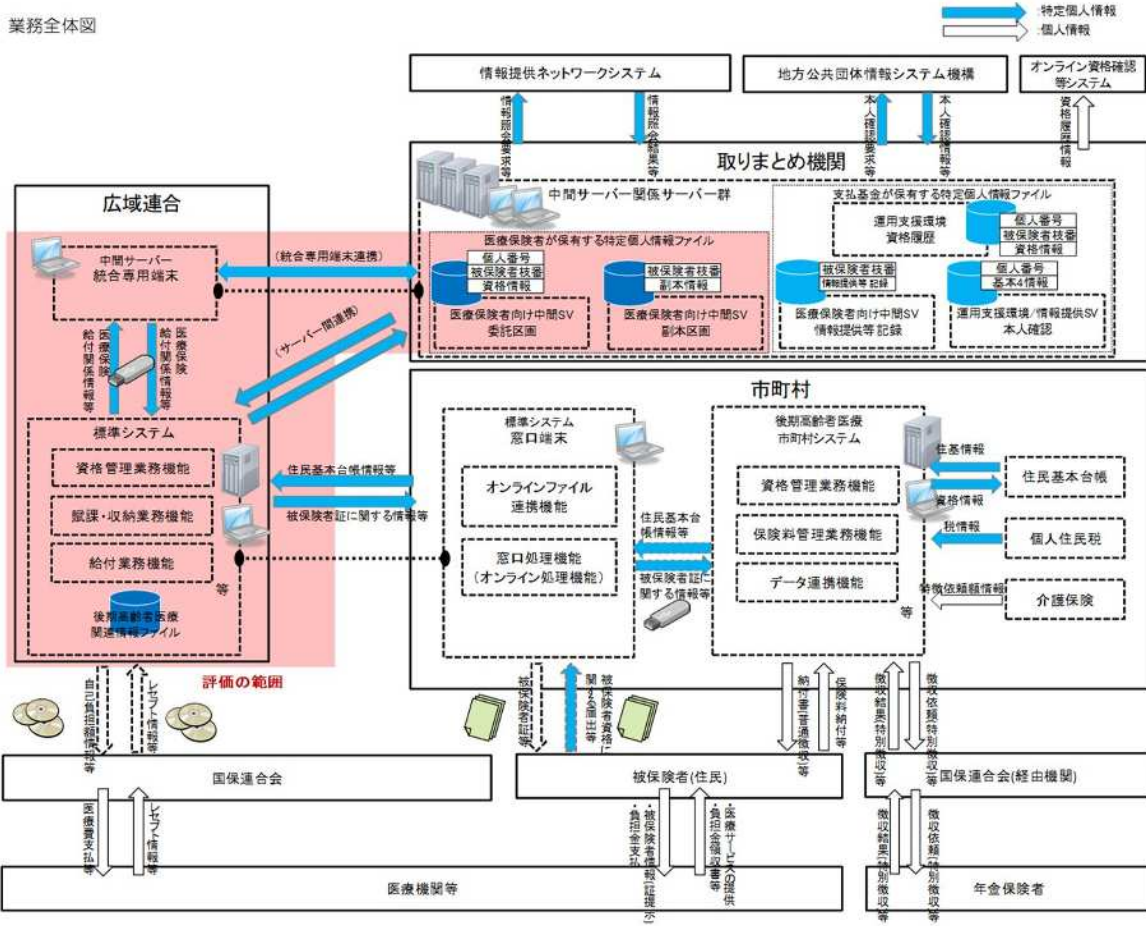 業務全体図
:特定個人情報
:個人情報
情報提供ネットワークシステム
地方公共団体情報システム機構
オンライン資格確認
等システム
情報照会要求等
情報照会結果等
本人確認要求等
本人確認情報等
資格履歴情報
取りまとめ機関
中間サーバー関係サーバー群
医療保険者が保有する特定個人情報ファイル
個人番号
被保険者枝番
資格情報
被保険者枝番
副本情報
医療保険者向け中間SV
委託区画
医療保険者向け中間SV
副本区画
支払基金が保有する特定個人情報ファイル
運用支援環境
資格履歴
個人番号
被保険者枝番
資格情報
被保険者枝番
情報提供等記録
個人番号
基本4情報
医療保険者向け中間SV
情報提供等記録
運用支援環境/情報提供SV
本人確認
広域連合
中間サーバー
統合専用端末
(統合専用端末連携)
(サーバー間連携)
医療保険
給付関係情報等
医療保険
給付関係情報等
標準システム
資格管理業務機能
賦課・収納業務機能
給付業務機能
等
後期高齢者医療
関連情報ファイル
評価の範囲
住民基本台帳情報等
被保険者証に関する情報等
市町村
標準システム
窓口端末
オンラインファイル
連携機能
窓口処理機能
(オンライン処理機能)
住民基本台
帳情報等
被保険者証に
関する情報等
後期高齢者医療
市町村システム
資格管理業務機能
保険料管理業務機能
データ連携機能
等
住基情報
資格情報
税情報
特徴依頼額情報
住民基本台帳
個人住民税
介護保険
自己負担額情報等
レセプト情報等
被保険者証等
被保険者資格に
関する届出等
納付書(普通徴収)等
保険料納付等
徴収結果(特別徴収)等
徴収依頼(特別徴収)等
国保連合会
被保険者(住民)
国保連合会(経由機関)
医療費支払等
レセプト情報等
・被保険者情報(証提示)
・負担金支払
・医療サービスの提供
・負担金領収書等
徴収結果(特別徴収)等
徴収依頼(特別徴収)等
医療機関等
年金保険者